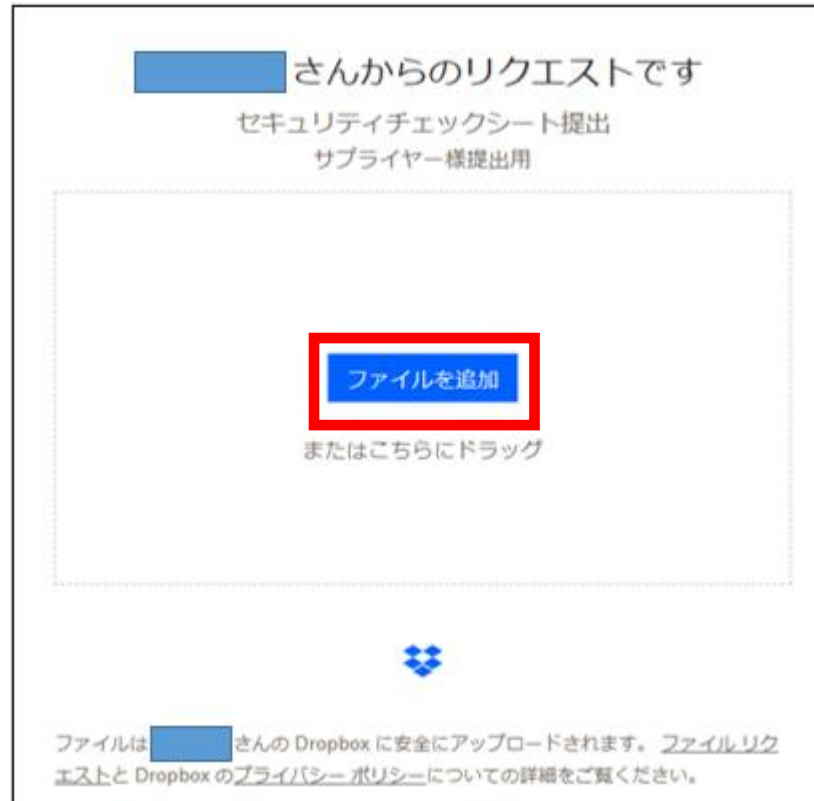 さんからのリクエストです
セキュリティチェックシート提出
サプライヤー様提出用
ファイルを追加
またはこちらにドラッグ
ファイルは さんの Dropbox に安全にアップロードされます。 ファイル リク
エストと Dropbox のプライバシー ポリシーについての詳細をご覧ください。